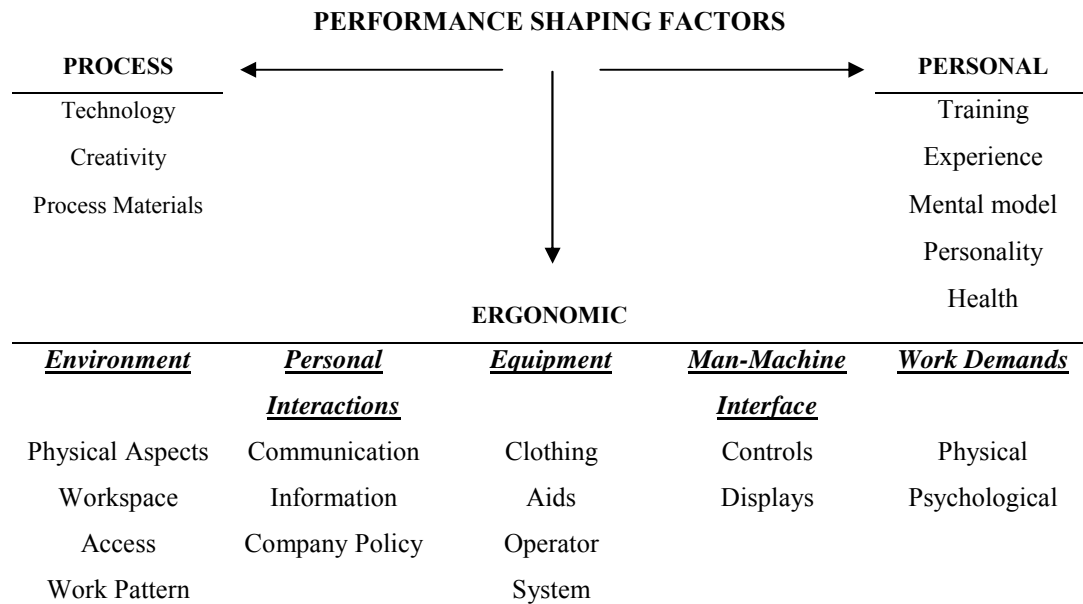 PERFORMANCE SHAPING FACTORS
PROCESS
PERSONAL
Technology
Creativity
Process Materials
Training
Experience
Mental model
Personality
Health
ERGONOMIC
Environment
Physical Aspects
Workspace
Access
Work Pattern
Personal
Interactions
Communication
Information
Company Policy
Equipment
Clothing
Aids
Operator
System
Man-Machine
Interface
Controls
Displays
Work Demands
Physical
Psychological